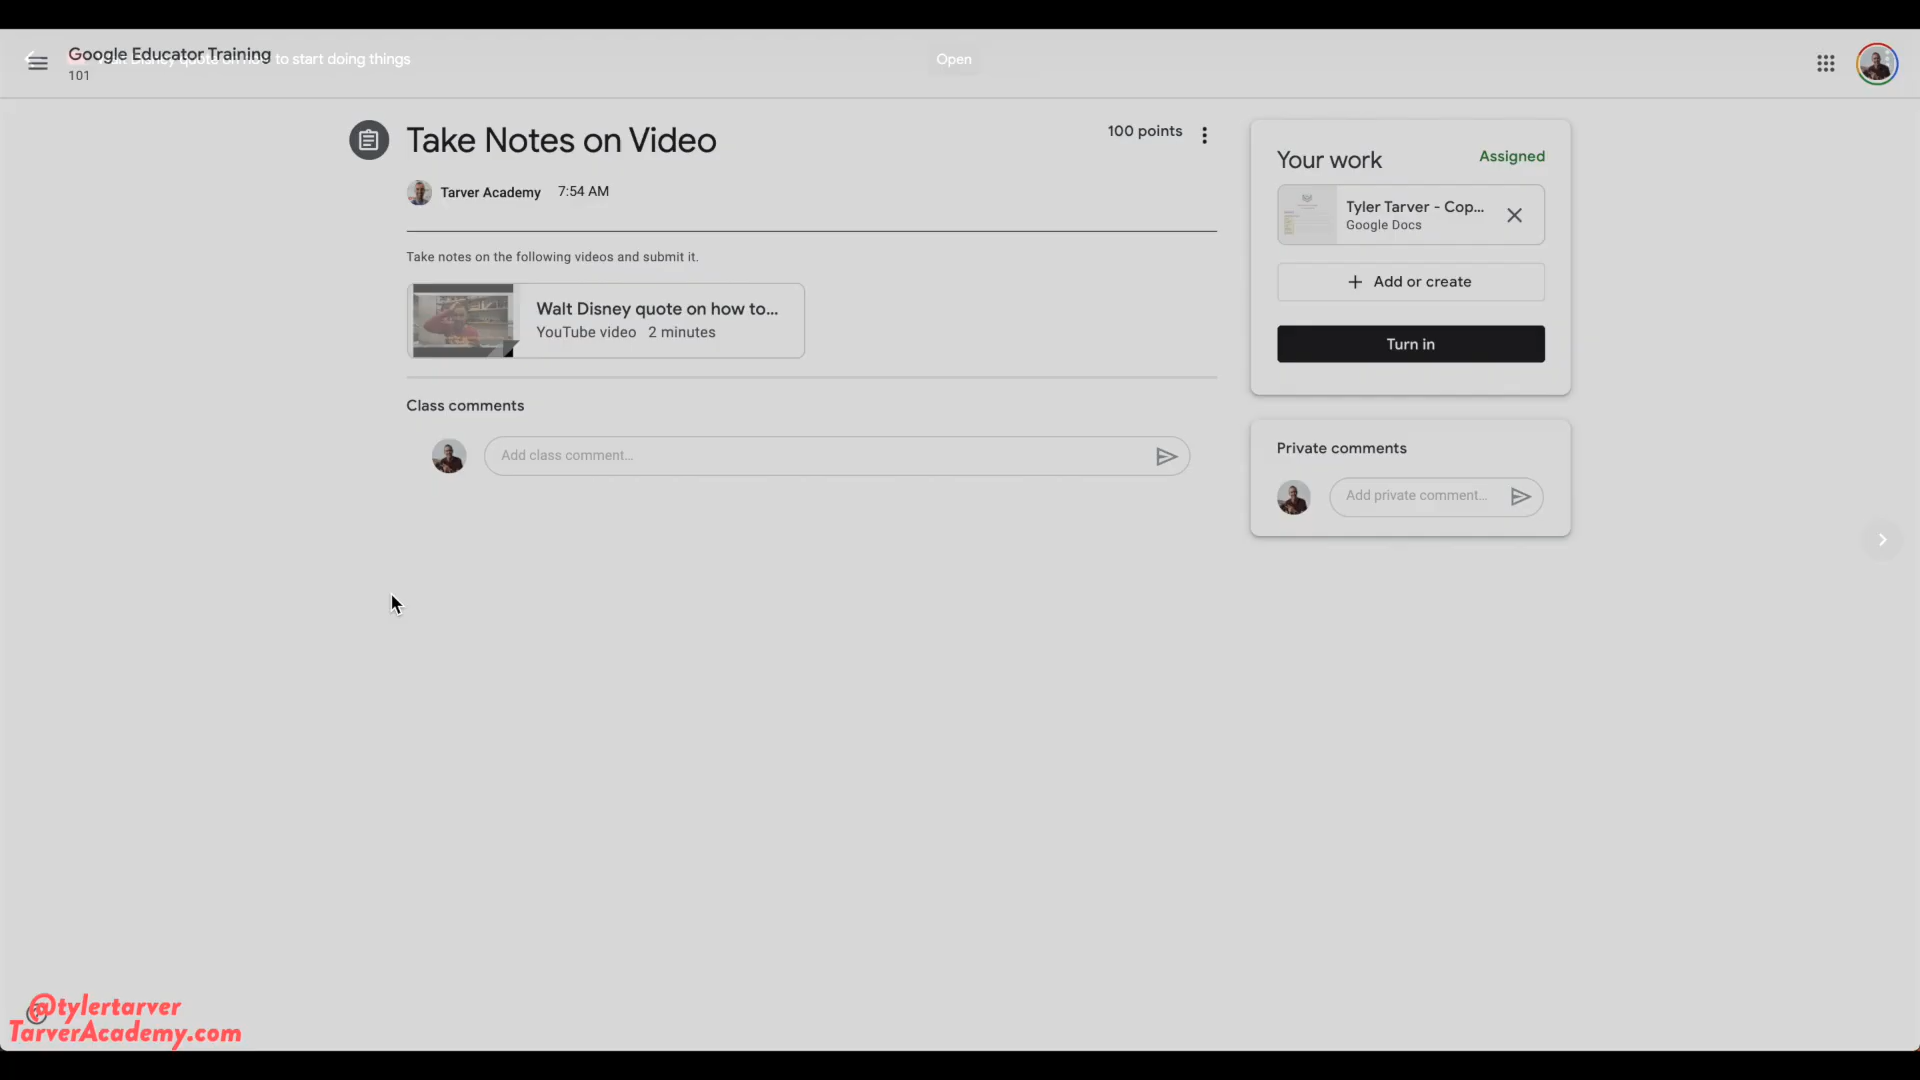 Google Educator Training
to start doing things
Open
101
Take Notes on Video
100 points
Tarver Academy 7:54 AM
Take notes on the following videos and submit it.
Walt Disney quote on how to...
YouTube video 2 minutes
Class comments
Add class comment...
Your work
Assigned
Tyler Tarver - Cop...
Google Docs
+ Add or create
Turn in
Private comments
Add private comment...
@tylertarver
TarverAcademy.com